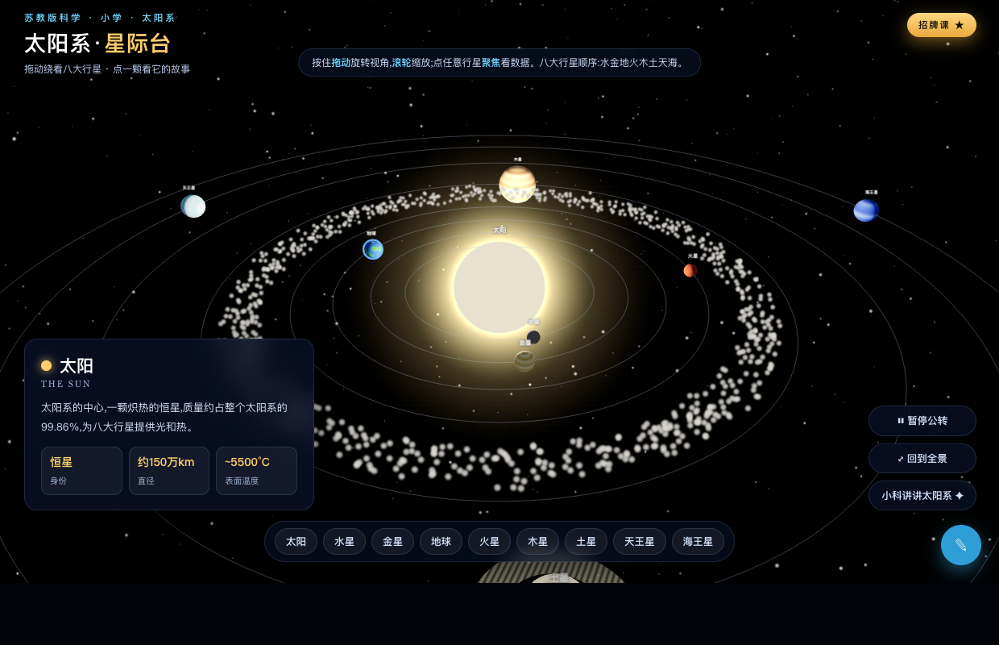 苏教版科学 · 小学 · 太阳系
太阳系·星际台
拖动绕看八大行星 · 点一颗看它的故事
招牌课 ★
按住拖动旋转视角,滚轮缩放;点任意行星聚焦看数据。八大行星顺序:水金地火木土天海。
木星
天王星
海王星
太阳
地球
火星
水星
金星
太阳
THE SUN
太阳系的中心,一颗炽热的恒星,质量约占整个太阳系的
99.86%,为八大行星提供光和热。
恒星
身份
约150万km
直径
~5500°C
表面温度
暂停公转
回到全景
小科讲讲太阳系 ✦
太阳 水星 金星 地球 火星 木星 土星 天王星 海王星
土星